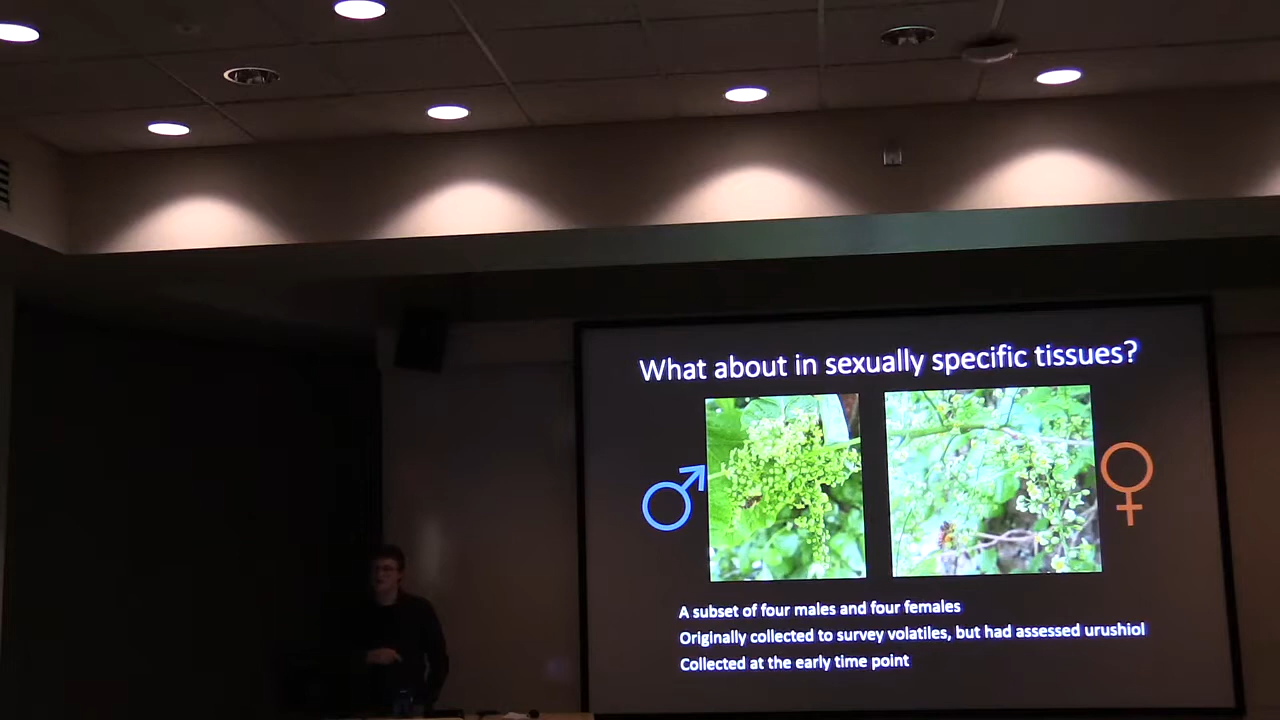 What about in sexually specific tissues?
A subset of four males and four females
Originally collected to survey volatiles, but had assessed urushiol
Collected at the early time point